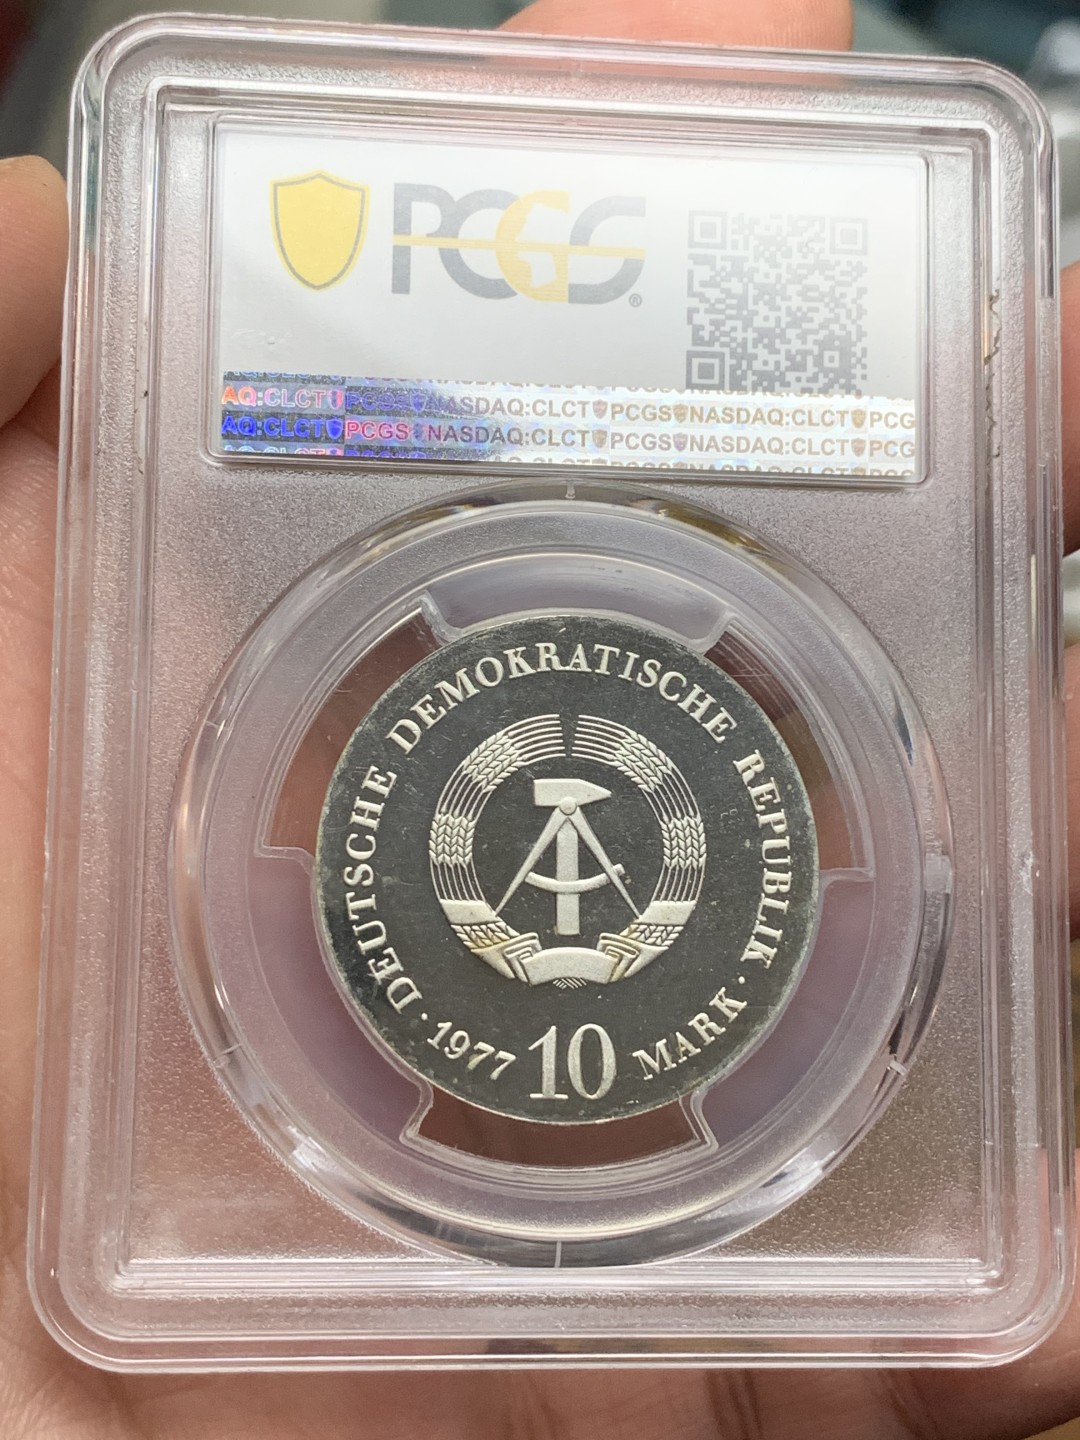 PCGS®
AQ:CLCT PCGS NASDAQ:CLCT PCGS NASDAQ:CLCT PCG
AQ:CLCT PCGS NASDAQ:CLCT PCGS NASDAQ:CLCT PCG
DEUTSCHE DEMOKRATISCHE REPUBLIK
· 1977 10 MARK ·